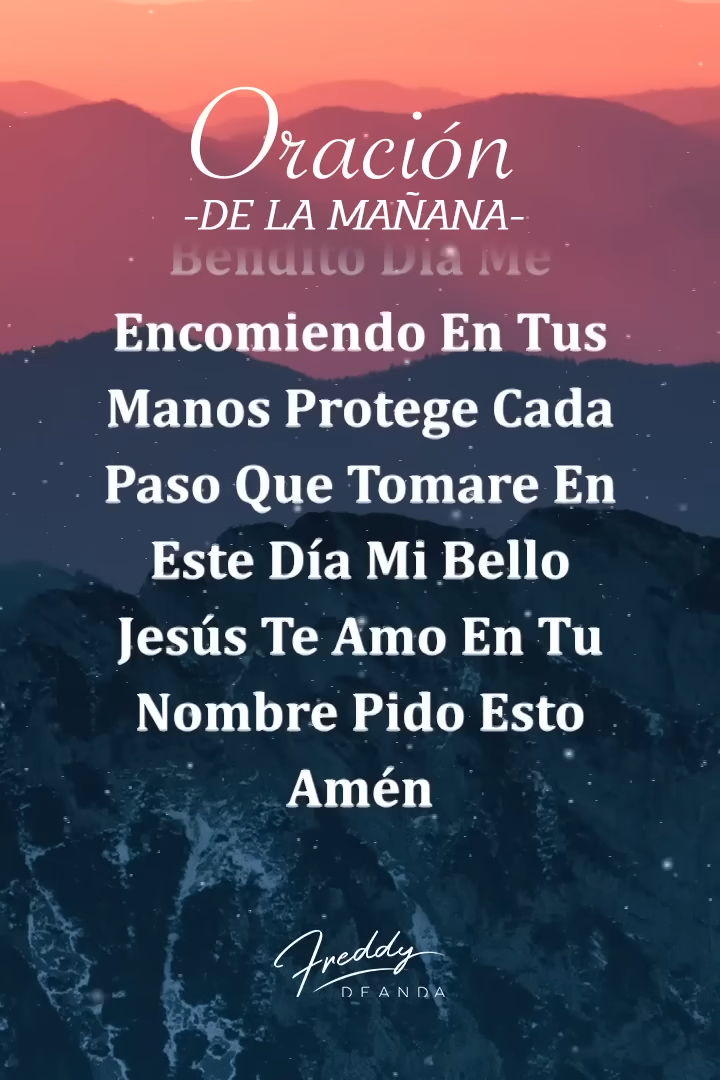 Oración
-DE LA MAÑANA-
Bendito Día Me
Encomiendo En Tus
Manos Protege Cada
Paso Que Tomare En
Este Día Mi Bello
Jesús Te Amo En Tu
Nombre Pido Esto
Amén
Freddy
DEANDA